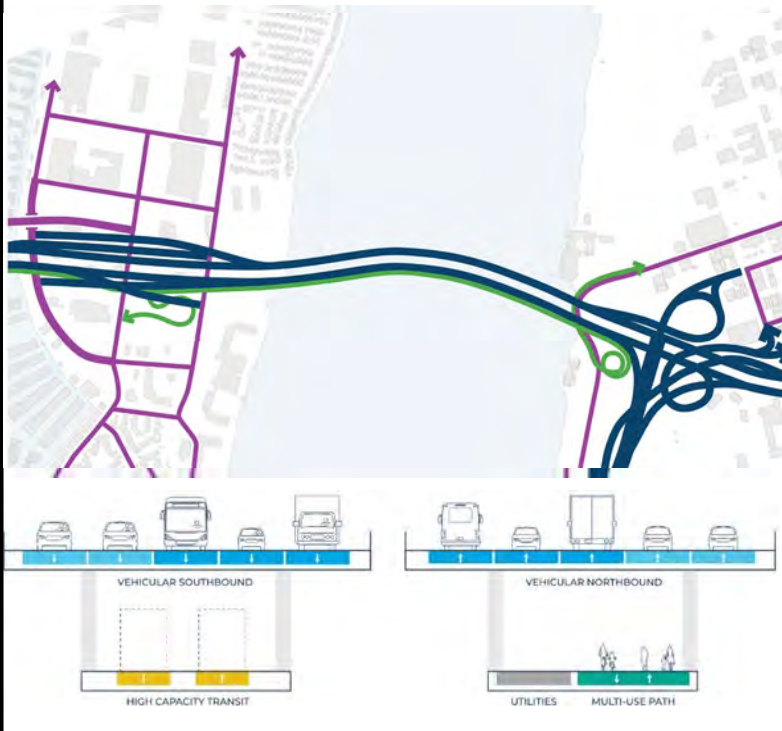 VEHICULAR SOUTHBOUND
VEHICULAR NORTHBOUND
HIGH CAPACITY TRANSIT
UTILITIES
MULTI-USE PATH